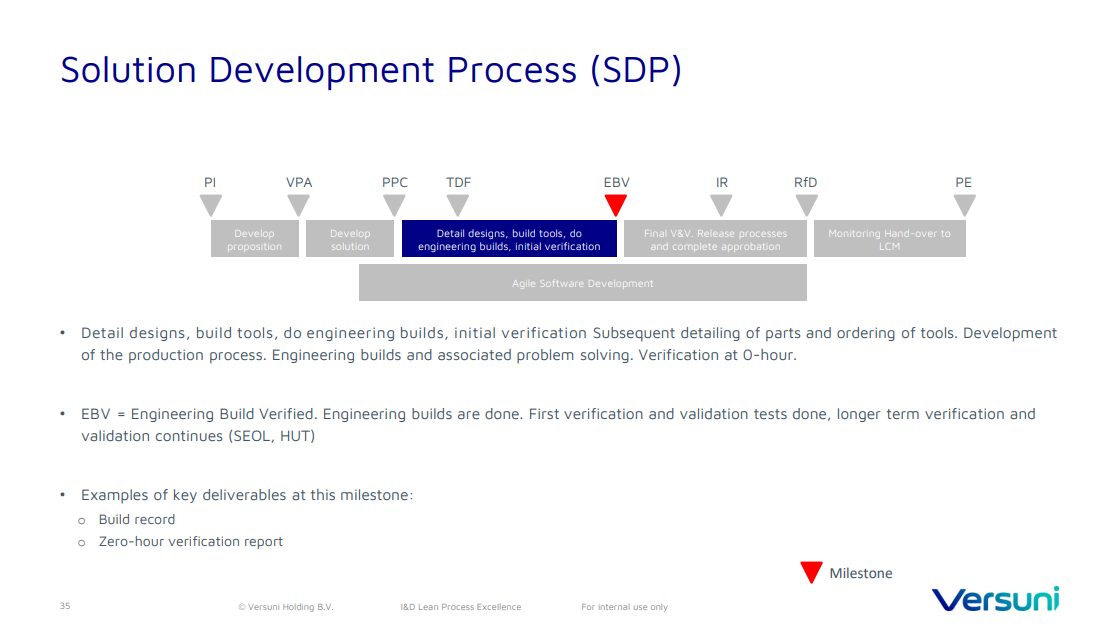 Solution Development Process (SDP)
PI VPA PPC TDF EBV IR RfD PE
Develop
proposition
Develop
solution
Detail designs, build tools, do
engineering builds, initial verification
Final V&V. Release processes
and complete approbation
Monitoring Hand-over to
LCM
Agile Software Development
• Detail designs, build tools, do engineering builds, initial verification Subsequent detailing of parts and ordering of tools. Development
of the production process. Engineering builds and associated problem solving. Verification at 0-hour.
• EBV = Engineering Build Verified. Engineering builds are done. First verification and validation tests done, longer term verification and
validation continues (SEOL, HUT)
• Examples of key deliverables at this milestone:
o Build record
o Zero-hour verification report
Milestone
35 © Versuni Holding B.V. I&D Lean Process Excellence For internal use only
Versuni